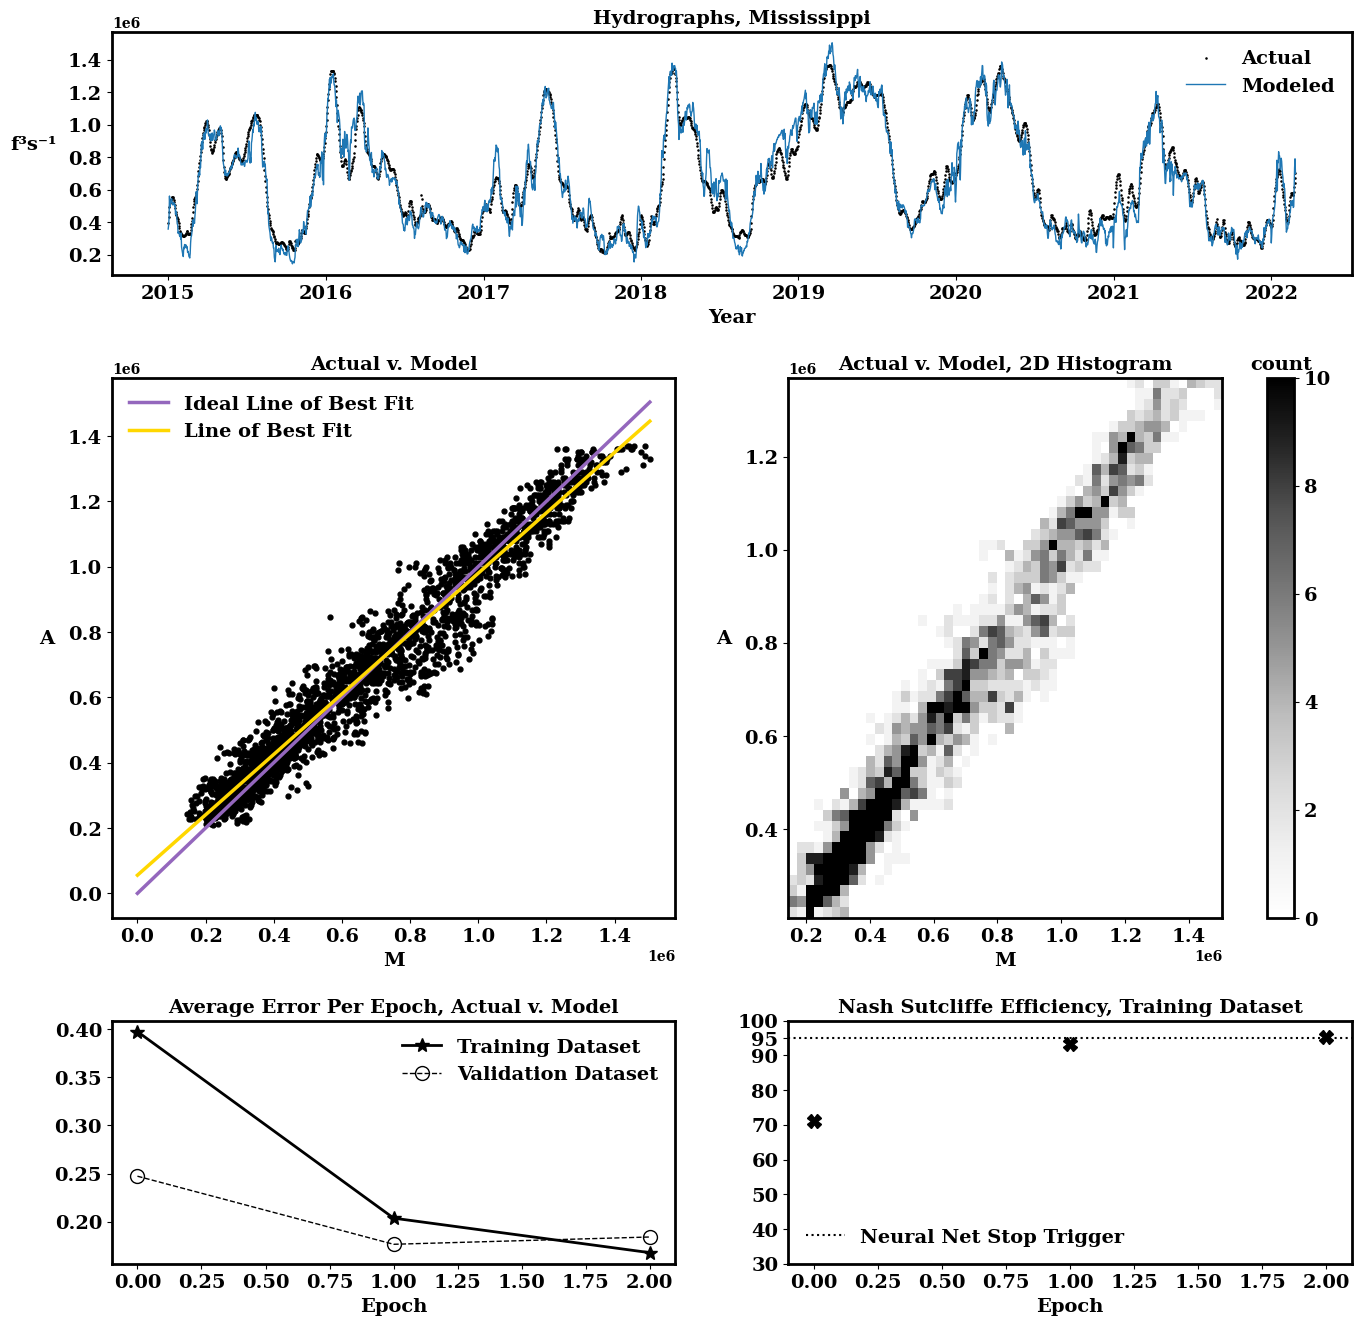 Hydrographs, Mississippi
1e6
1.4
1.2
1.0
0.8
0.6
0.4
0.2
f³s⁻¹
Actual
Modeled
2015 2016 2017 2018 2019 2020 2021 2022
Year
Actual v. Model
1e6
1.4
1.2
1.0
0.8
0.6
0.4
0.2
0.0
A
Ideal Line of Best Fit
Line of Best Fit
0.0 0.2 0.4 0.6 0.8 1.0 1.2 1.4
M
1e6
Actual v. Model, 2D Histogram
1e6
1.2
1.0
0.8
0.6
0.4
A
0.2 0.4 0.6 0.8 1.0 1.2 1.4
M
1e6
count
10
8
6
4
2
0
Average Error Per Epoch, Actual v. Model
0.40
0.35
0.30
0.25
0.20
Training Dataset
Validation Dataset
0.00 0.25 0.50 0.75 1.00 1.25 1.50 1.75 2.00
Epoch
Nash Sutcliffe Efficiency, Training Dataset
100
95
90
80
70
60
50
40
30
Neural Net Stop Trigger
0.00 0.25 0.50 0.75 1.00 1.25 1.50 1.75 2.00
Epoch